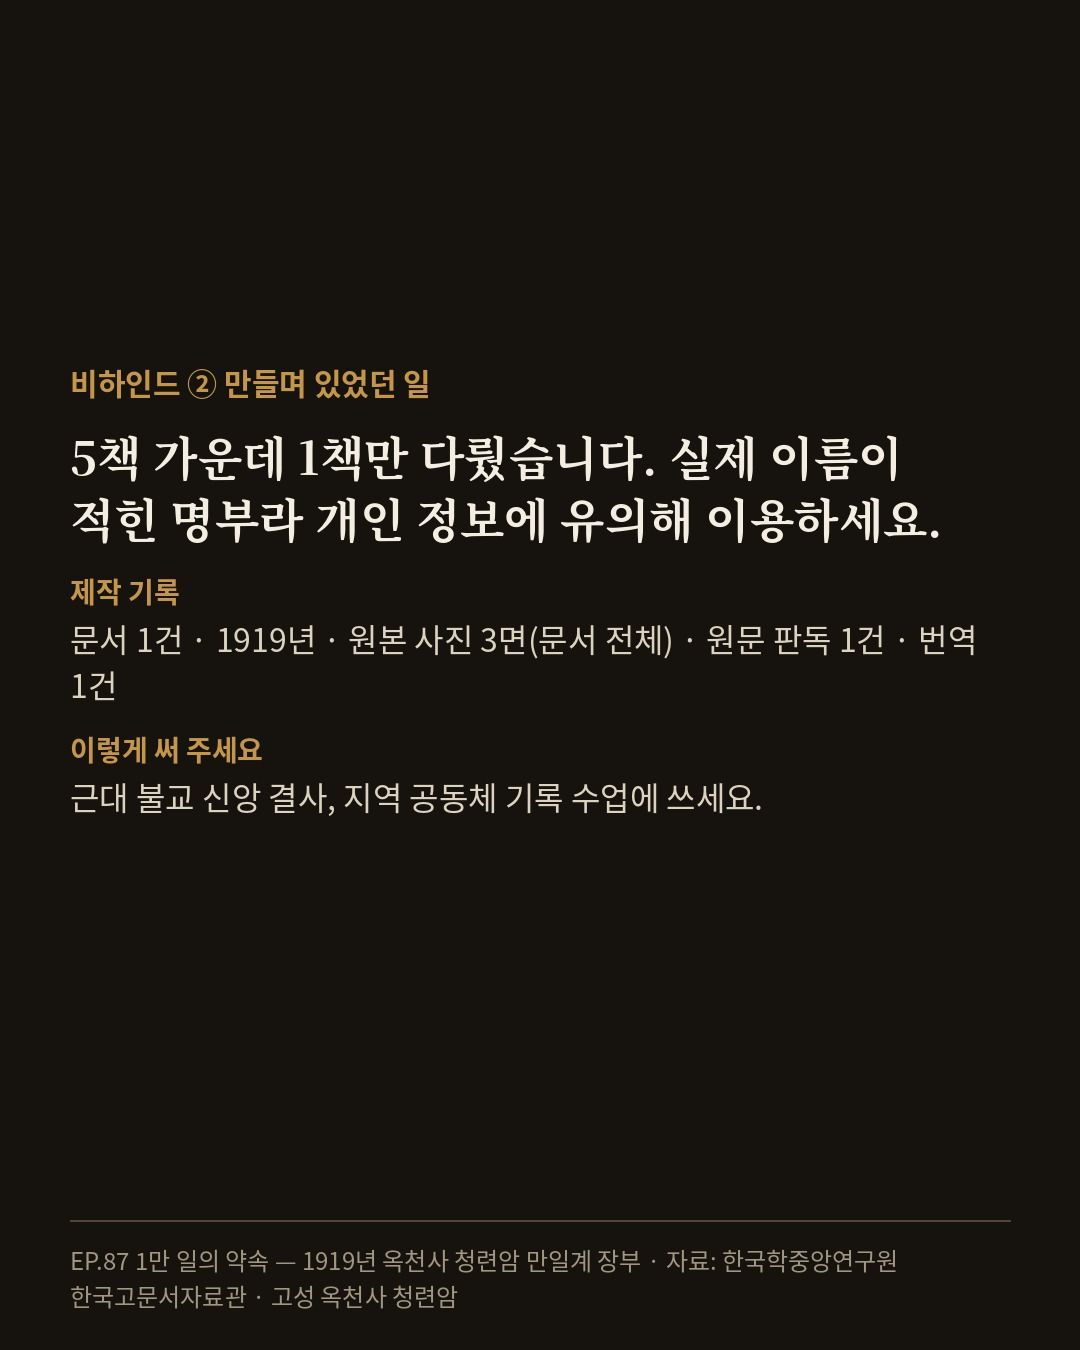 비하인드 ② 만들며 있었던 일
5책 가운데 1책만 다뤘습니다. 실제 이름이
적힌 명부라 개인 정보에 유의해 이용하세요.
제작 기록
문서 1건 · 1919년 · 원본 사진 3면(문서 전체) · 원문 판독 1건 · 번역
1건
이렇게 써 주세요
근대 불교 신앙 결사, 지역 공동체 기록 수업에 쓰세요.
EP.87 1만 일의 약속 — 1919년 옥천사 청련암 만일계 장부 · 자료: 한국학중앙연구원
한국고문서자료관 · 고성 옥천사 청련암